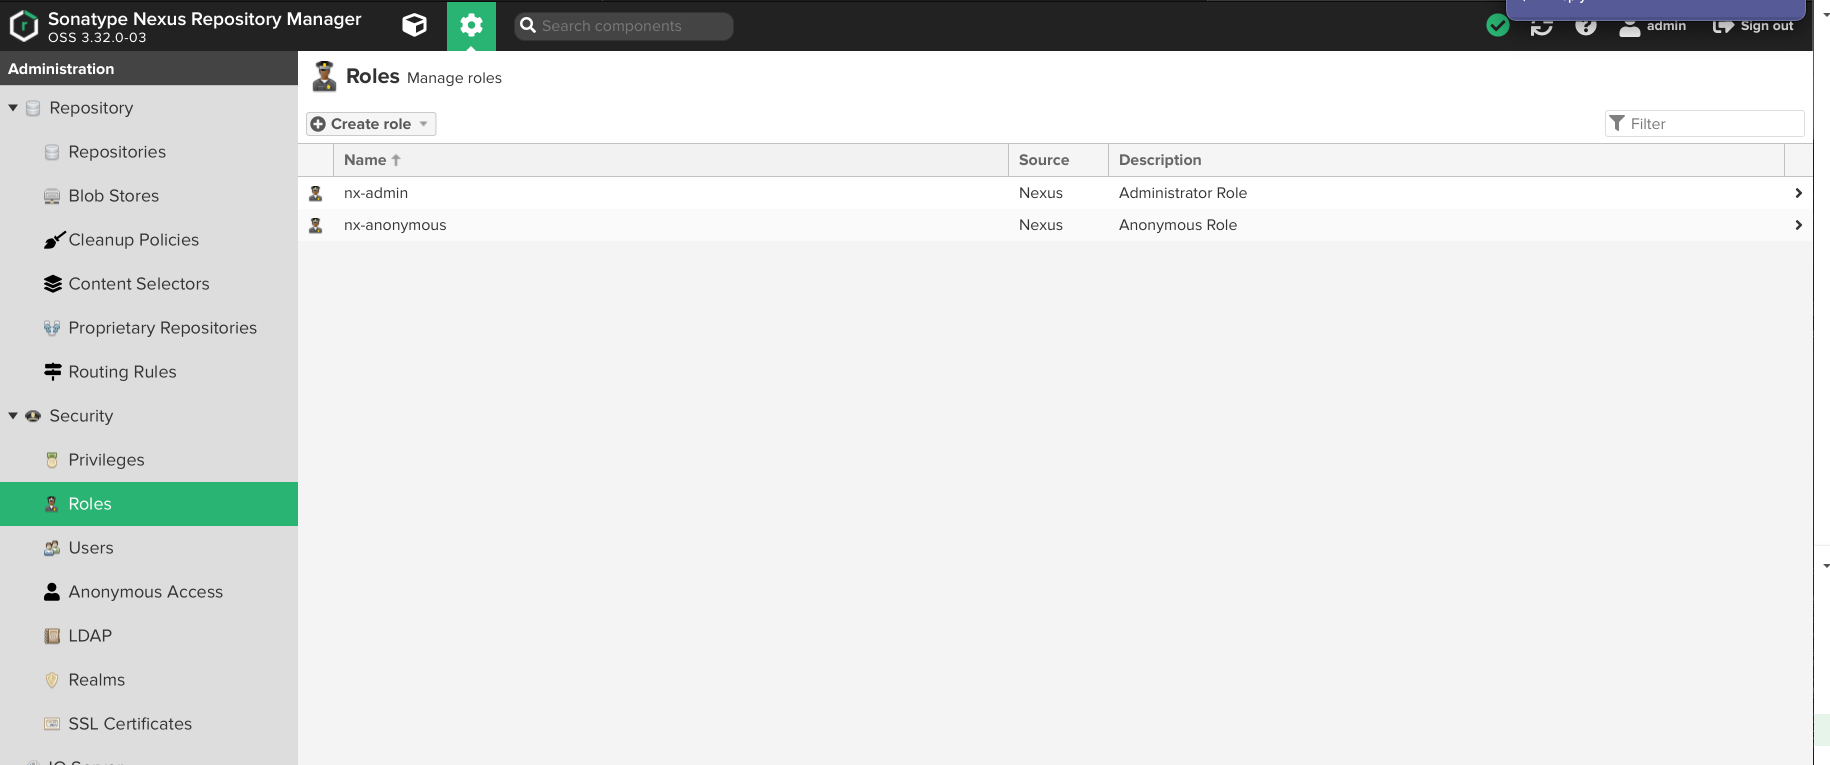 Sonatype Nexus Repository Manager
OSS 3.32.0-03
Search components
admin
Sign out
Administration
Repository
Repositories
Blob Stores
Cleanup Policies
Content Selectors
Proprietary Repositories
Routing Rules
Security
Privileges
Roles
Users
Anonymous Access
LDAP
Realms
SSL Certificates
Roles Manage roles
Create role
Filter
Name Source Description
nx-admin Nexus Administrator Role
nx-anonymous Nexus Anonymous Role